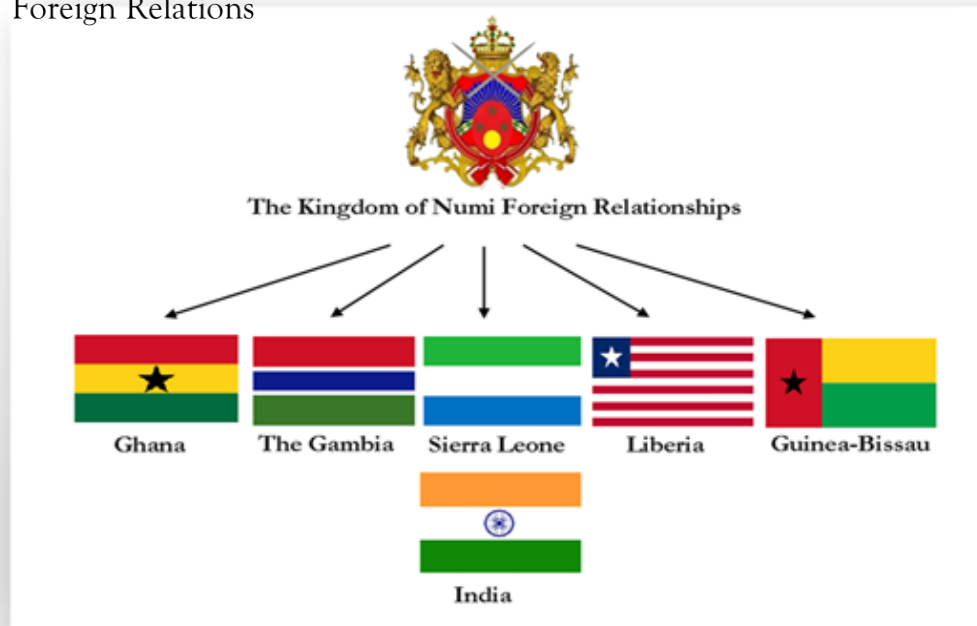 Foreign Relations
The Kingdom of Numi Foreign Relationships
Ghana
The Gambia
Sierra Leone
Liberia
Guinea-Bissau
India